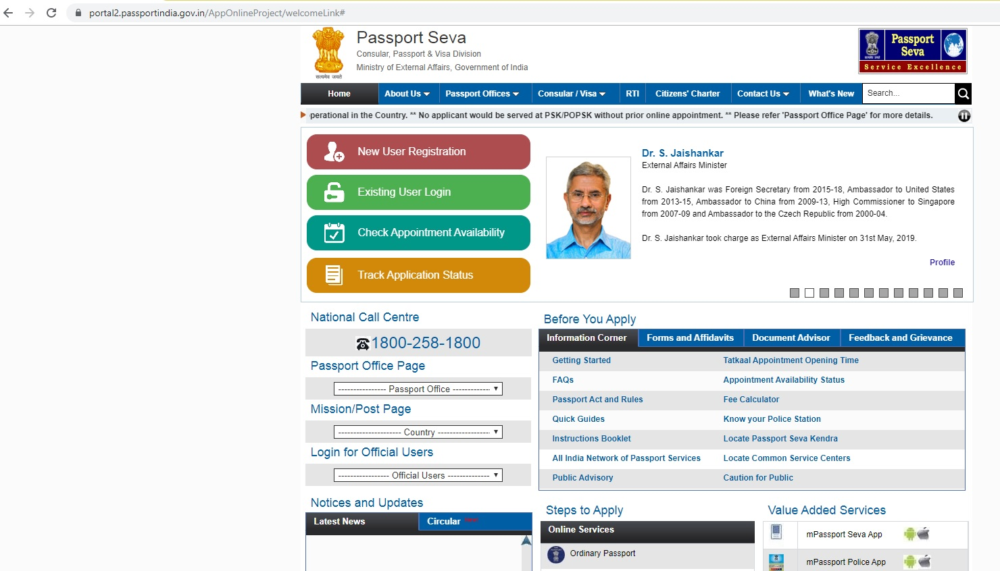 portal2.passportindia.gov.in/AppOnlineProject/welcomeLink#
Passport Seva
Consular, Passport & Visa Division
Ministry of External Affairs, Government of India
सत्यमेव जयते
Passport
Seva
Service Excellence
Home
About Us
Passport Offices
Consular / Visa
RTI
Citizens' Charter
Contact Us
What's New
Search...
perational in the Country. ** No applicant would be served at PSK/POPSK without prior online appointment. ** Please refer 'Passport Office Page' for more details.
New User Registration
Existing User Login
Check Appointment Availability
Track Application Status
Dr. S. Jaishankar
External Affairs Minister
Dr. S. Jaishankar was Foreign Secretary from 2015-18, Ambassador to United States
from 2013-15, Ambassador to China from 2009-13, High Commissioner to Singapore
from 2007-09 and Ambassador to the Czech Republic from 2000-04.
Dr. S. Jaishankar took charge as External Affairs Minister on 31st May, 2019.
Profile
National Call Centre
1800-258-1800
Passport Office Page
---------------- Passport Office -------------
Mission/Post Page
--------------------- Country -----------------
Login for Official Users
----------------- Official Users --------------
Before You Apply
Information Corner
Forms and Affidavits
Document Advisor
Feedback and Grievance
Getting Started
Tatkaal Appointment Opening Time
FAQs
Appointment Availability Status
Passport Act and Rules
Fee Calculator
Quick Guides
Know your Police Station
Instructions Booklet
Locate Passport Seva Kendra
All India Network of Passport Services
Locate Common Service Centers
Public Advisory
Caution for Public
Notices and Updates
Latest News
Circular
Steps to Apply
Online Services
Ordinary Passport
Value Added Services
mPassport Seva App
mPassport Police App